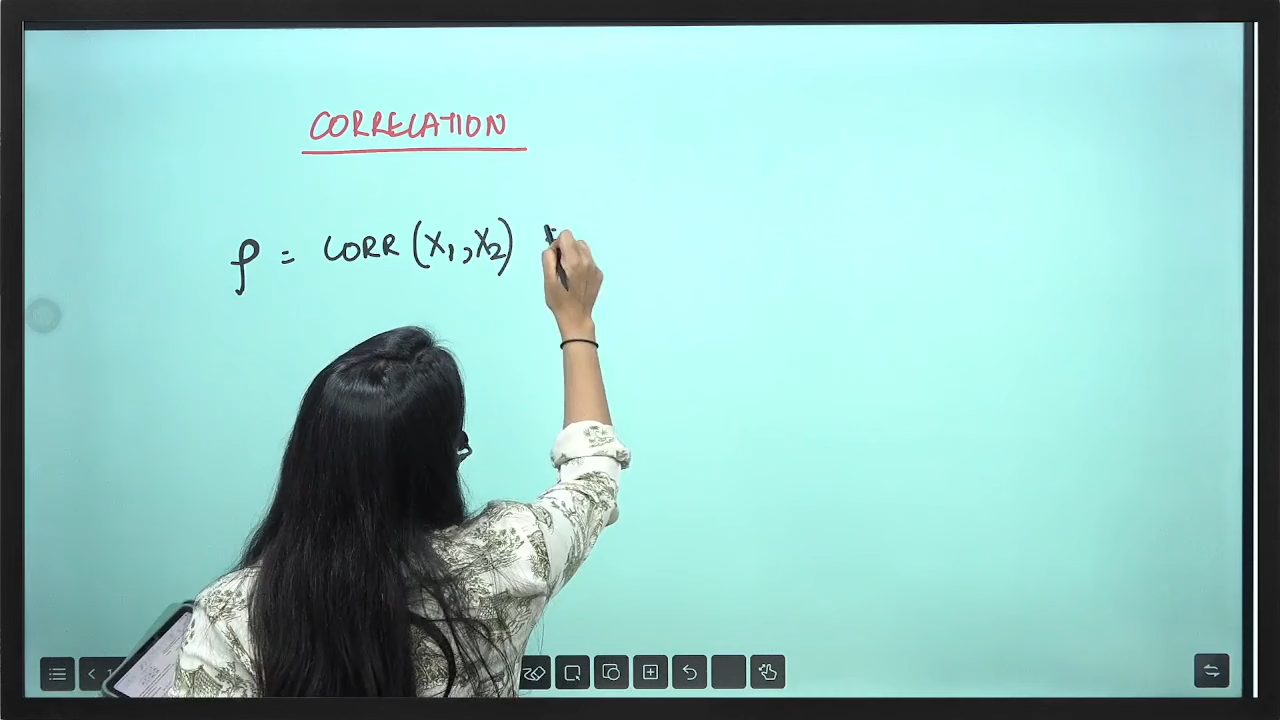 CORRELATION
ρ = CORR (X₁, X₂) =